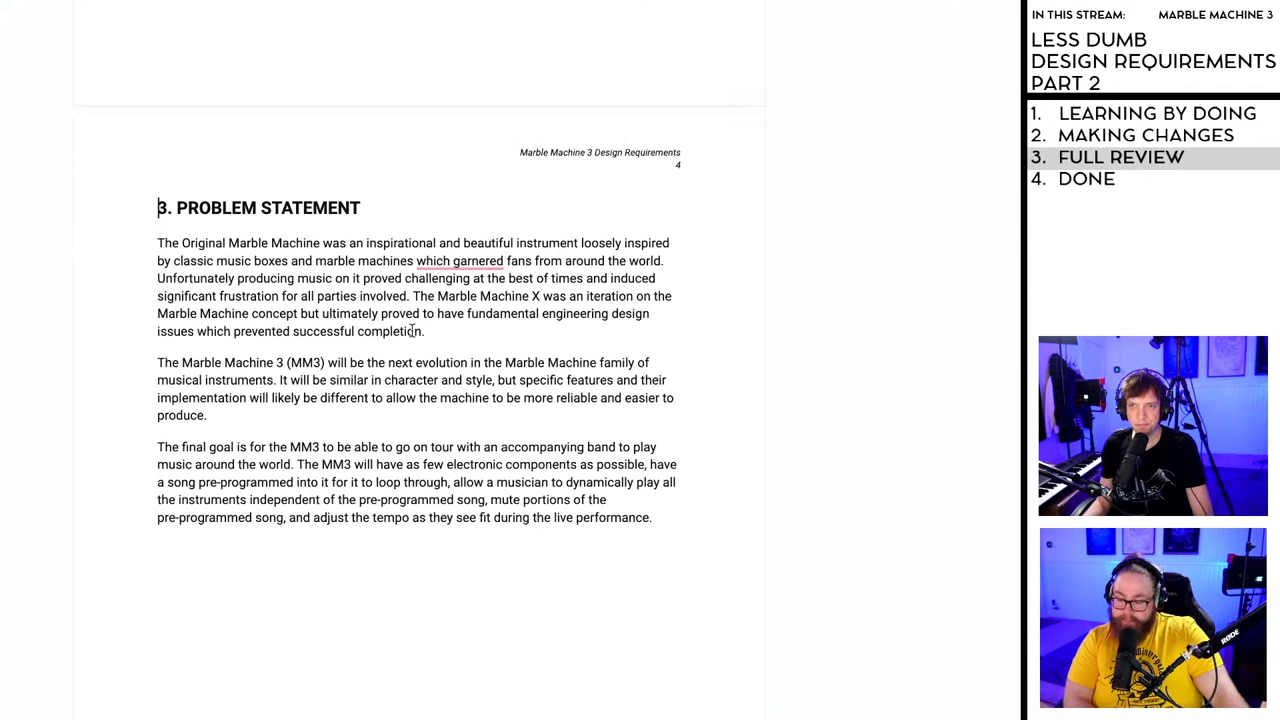 Marble Machine 3 Design Requirements
4
3. PROBLEM STATEMENT
The Original Marble Machine was an inspirational and beautiful instrument loosely inspired
by classic music boxes and marble machines which garnered fans from around the world.
Unfortunately producing music on it proved challenging at the best of times and induced
significant frustration for all parties involved. The Marble Machine X was an iteration on the
Marble Machine concept but ultimately proved to have fundamental engineering design
issues which prevented successful completion.
The Marble Machine 3 (MM3) will be the next evolution in the Marble Machine family of
musical instruments. It will be similar in character and style, but specific features and their
implementation will likely be different to allow the machine to be more reliable and easier to
produce.
The final goal is for the MM3 to be able to go on tour with an accompanying band to play
music around the world. The MM3 will have as few electronic components as possible, have
a song pre-programmed into it for it to loop through, allow a musician to dynamically play all
the instruments independent of the pre-programmed song, mute portions of the
pre-programmed song, and adjust the tempo as they see fit during the live performance.
IN THIS STREAM: MARBLE MACHINE 3
LESS DUMB
DESIGN REQUIREMENTS
PART 2
1. LEARNING BY DOING
2. MAKING CHANGES
3. FULL REVIEW
4. DONE
RODE